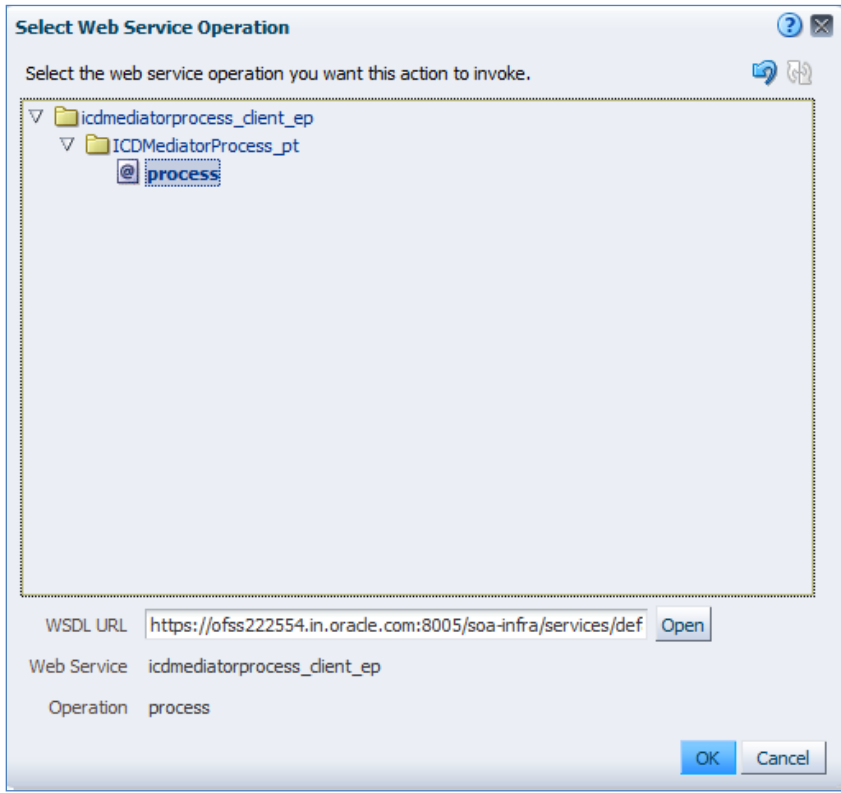 Select Web Service Operation
Select the web service operation you want this action to invoke.
icdmediatorprocess_client_ep
ICDMediatorProcess_pt
@ process
WSDL URL https://ofss222554.in.oracle.com:8005/soa-infra/services/def Open
Web Service icdmediatorprocess_client_ep
Operation process
OK Cancel